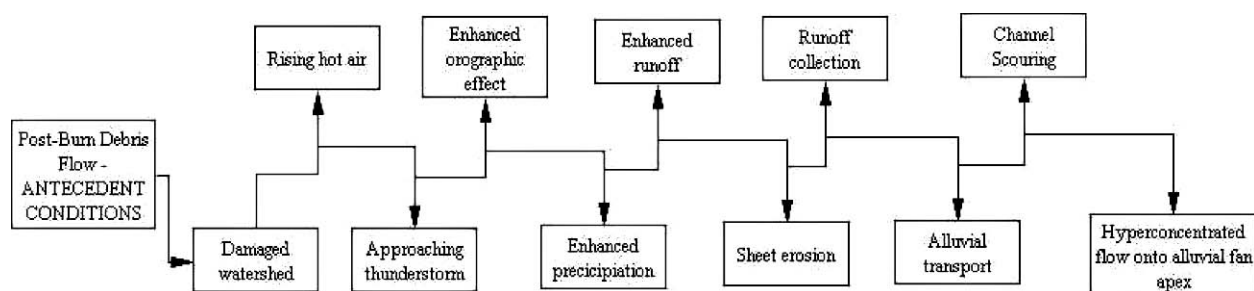 Post-Burn Debris
Flow -
ANTECEDENT
CONDITIONS
Damaged
watershed
Rising hot air
Approaching
thunderstorm
Enhanced
orographic
effect
Enhanced
precicipiation
Enhanced
runoff
Sheet erosion
Runoff
collection
Alluvial
transport
Channel
Scouring
Hyperconcentrated
flow onto alluvial fan
apex